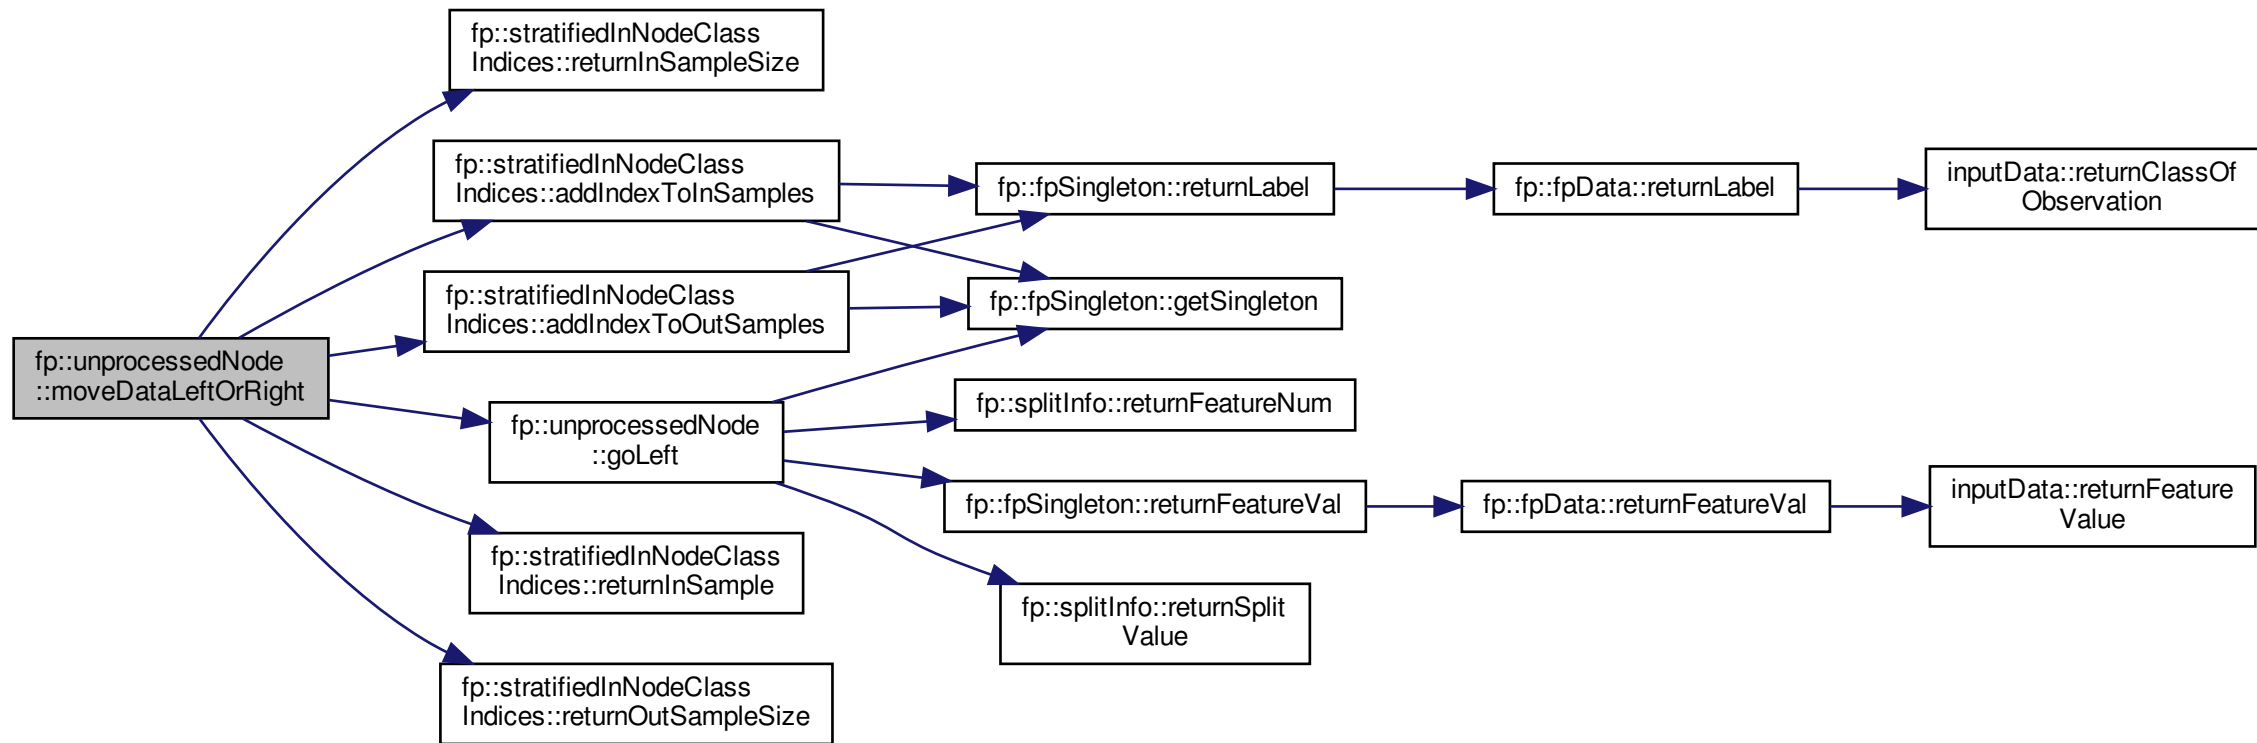 fp::stratifiedInNodeClass
Indices::returnInSampleSize
fp::stratifiedInNodeClass
Indices::addIndexToInSamples
fp::fpSingleton::returnLabel
fp::fpData::returnLabel
inputData::returnClassOf
Observation
fp::stratifiedInNodeClass
Indices::addIndexToOutSamples
fp::fpSingleton::getSingleton
fp::unprocessedNode
::moveDataLeftOrRight
fp::unprocessedNode
::goLeft
fp::splitInfo::returnFeatureNum
fp::fpSingleton::returnFeatureVal
fp::fpData::returnFeatureVal
inputData::returnFeature
Value
fp::stratifiedInNodeClass
Indices::returnInSample
fp::splitInfo::returnSplit
Value
fp::stratifiedInNodeClass
Indices::returnOutSampleSize